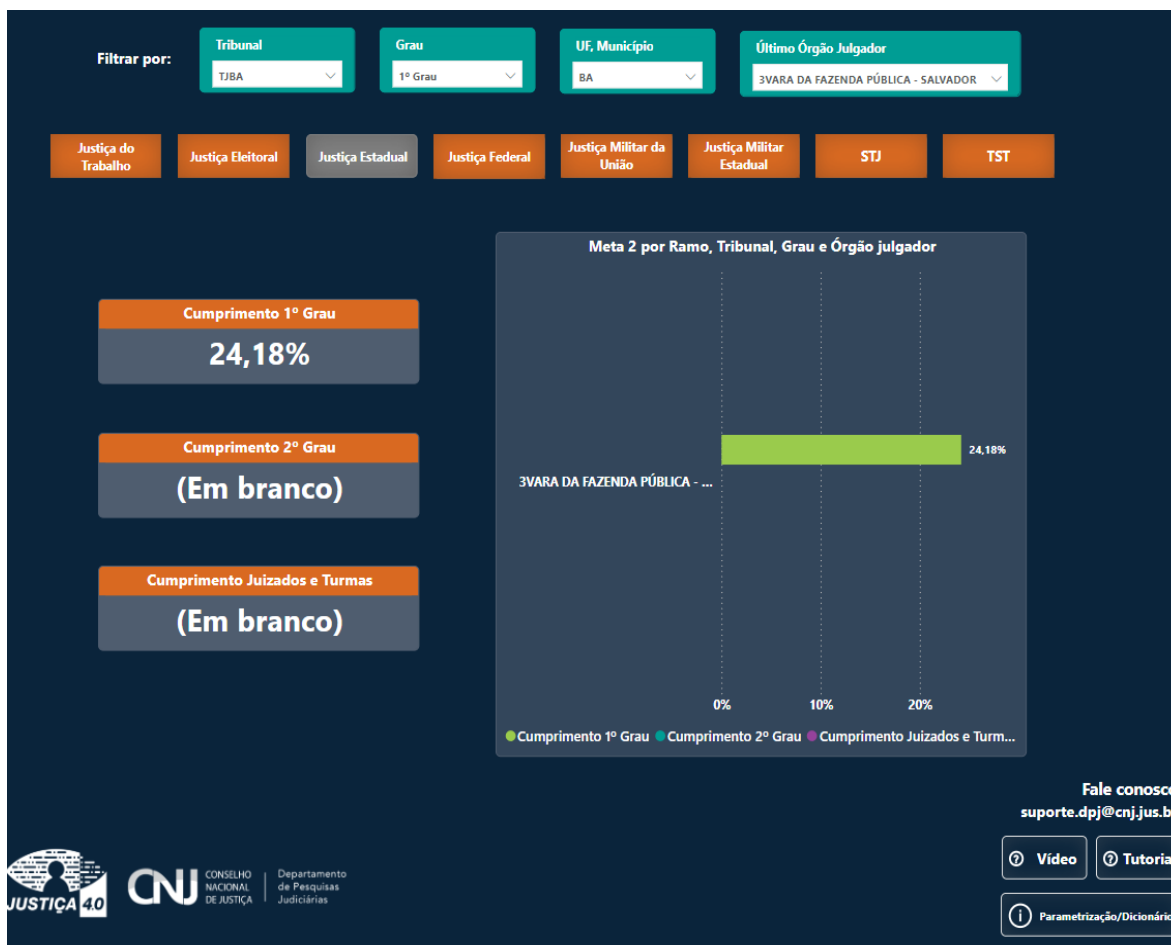 Filtrar por:
Tribunal
TJBA
Grau
1º Grau
UF, Município
BA
Último Órgão Julgador
3VARA DA FAZENDA PÚBLICA - SALVADOR
Justiça do
Trabalho
Justiça Eleitoral
Justiça Estadual
Justiça Federal
Justiça Militar da
União
Justiça Militar
Estadual
STJ
TST
Meta 2 por Ramo, Tribunal, Grau e Órgão julgador
Cumprimento 1º Grau
24,18%
Cumprimento 2º Grau
(Em branco)
Cumprimento Juizados e Turmas
(Em branco)
24,18%
3VARA DA FAZENDA PÚBLICA - ...
0% 10% 20%
Cumprimento 1º Grau Cumprimento 2º Grau Cumprimento Juizados e Turm...
Fale conosco
suporte.dpj@cnj.jus.b
Vídeo
Tutoria
Parametrização/Dicionário
JUSTIÇA 4.0
CNJ
CONSELHO
NACIONAL
DE JUSTIÇA
Departamento
de Pesquisas
Judiciárias